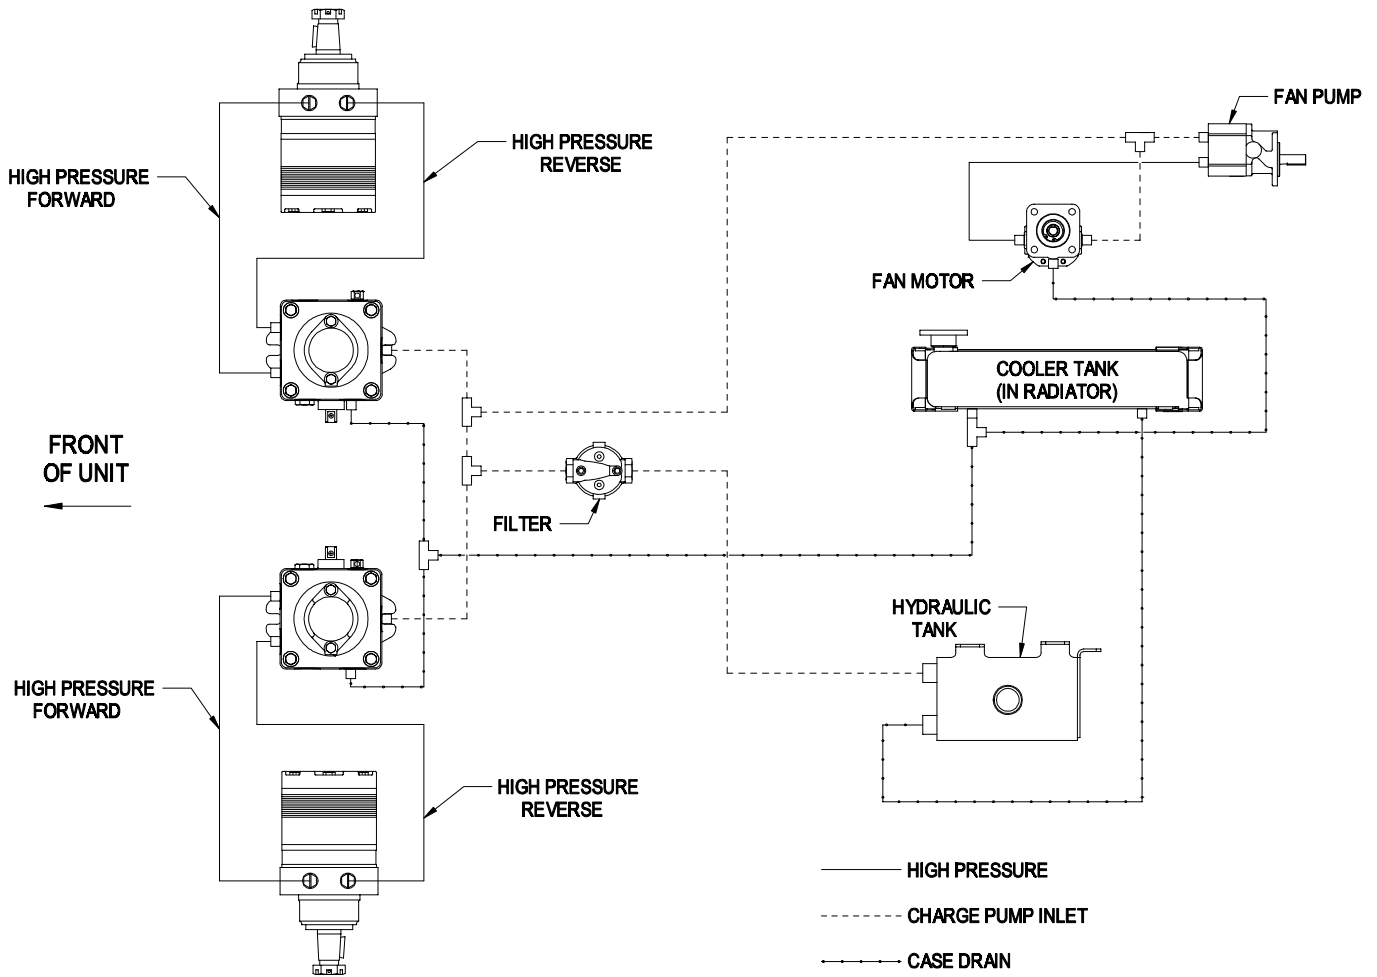 FAN PUMP
HIGH PRESSURE
REVERSE
HIGH PRESSURE
FORWARD
FAN MOTOR
COOLER TANK
(IN RADIATOR)
FRONT
OF UNIT
FILTER
HYDRAULIC
TANK
HIGH PRESSURE
FORWARD
HIGH PRESSURE
REVERSE
HIGH PRESSURE
CHARGE PUMP INLET
CASE DRAIN